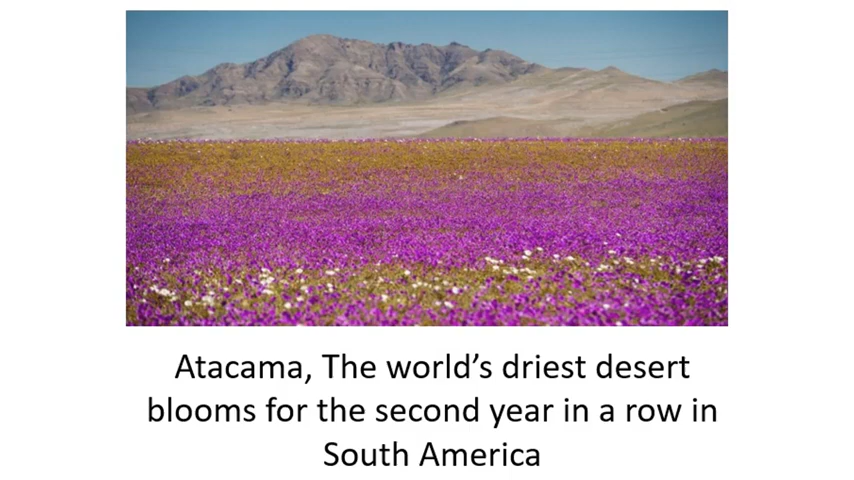 Atacama, The world’s driest desert
blooms for the second year in a row in
South America